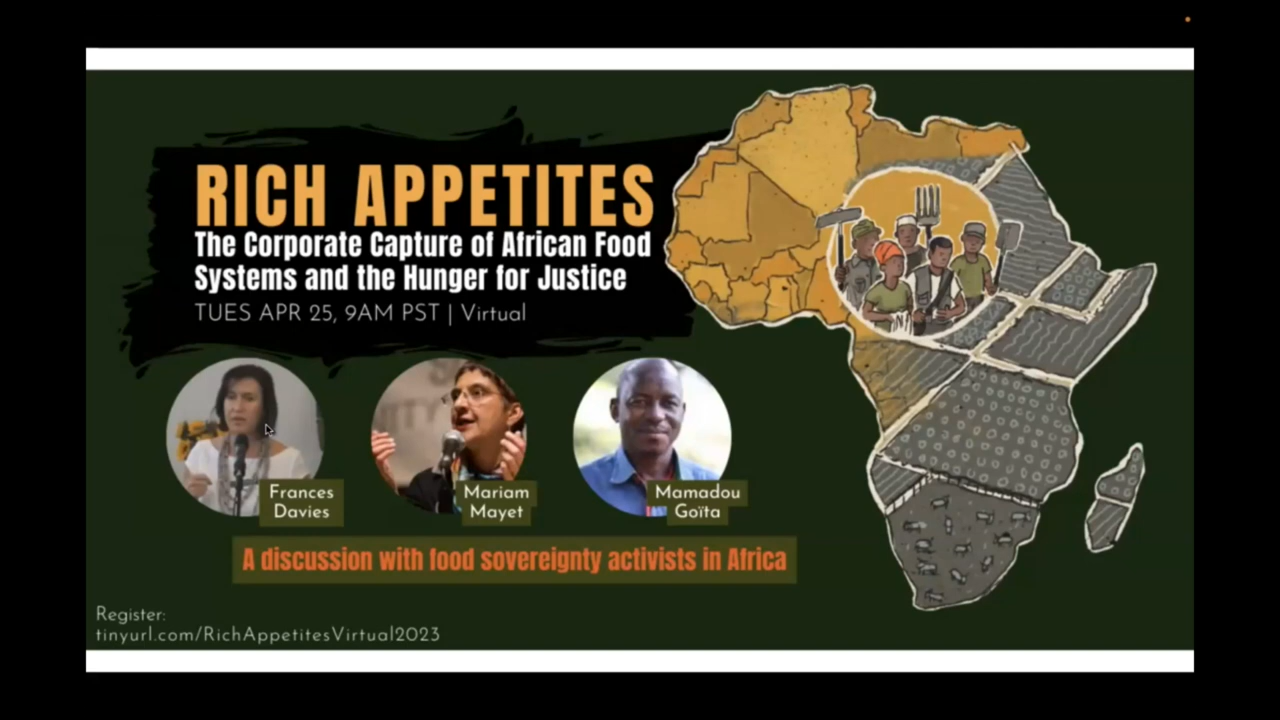 RICH APPETITES
The Corporate Capture of African Food
Systems and the Hunger for Justice
TUES APR 25, 9AM PST | Virtual
Frances
Davies
Mariam
Mayet
Mamadou
Goïta
A discussion with food sovereignty activists in Africa
Register:
tinyurl.com/RichAppetitesVirtual2023